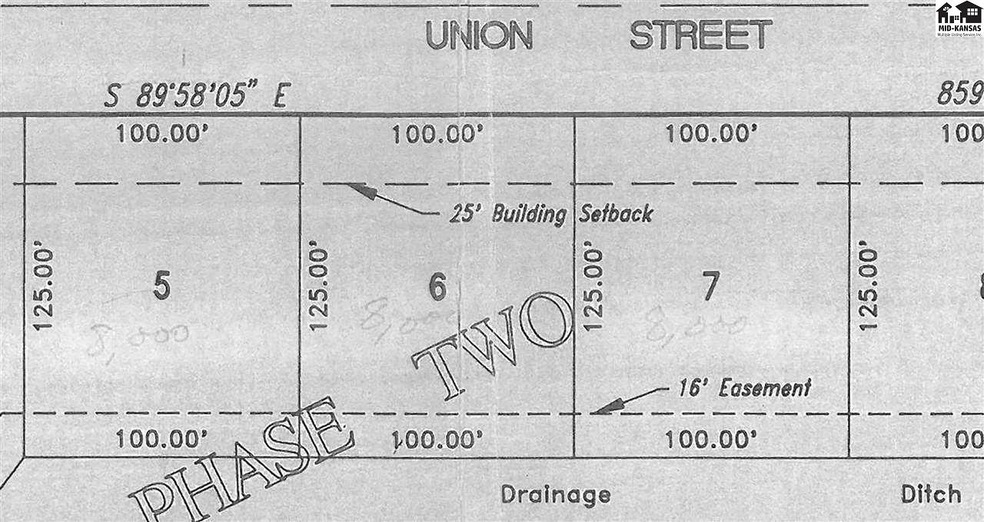 MID-KANSAS
UNION STREET
S 89°58'05" E
859
100.00' 100.00' 100.00' 100
25' Building Setback
125.00' 5 125.00' 6 125.00' 7 125.00'
8,000 8,000 8,000
TWO
16' Easement
100.00' 100.00' 100.00' 100
PHASE
Drainage Ditch